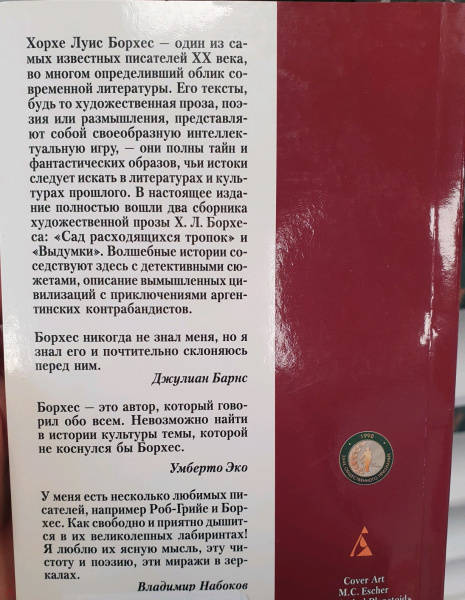 Хорхе Луис Борхес — один из са-
мых известных писателей XX века,
во многом определивший облик со-
временной литературы. Его тексты,
будь то художественная проза, поэ-
зия или размышления, представля-
ют собой своеобразную интеллек-
туальную игру, — они полны тайн и
фантастических образов, чьи истоки
следует искать в литературах и куль-
турах прошлого. В настоящее изда-
ние полностью вошли два сборника
художественной прозы Х. Л. Борхе-
са: «Сад расходящихся тропок» и
«Выдумки». Волшебные истории со-
седствуют здесь с детективными сю-
жетами, описание вымышленных ци-
вилизаций с приключениями арген-
тинских контрабандистов.
Борхес никогда не знал меня, но я
знал его и почтительно склоняюсь
перед ним.
Джулиан Барнс
Борхес — это автор, который гово-
рил обо всем. Невозможно найти
в истории культуры темы, которой
не коснулся бы Борхес.
Умберто Эко
У меня есть несколько любимых пи-
сателей, например Роб-Грийе и Бор-
хес. Как свободно и приятно дышит-
ся в их великолепных лабиринтах!
Я люблю их ясную мысль, эту чи-
стоту и поэзию, эти миражи в зер-
калах.
Владимир Набоков
1998
Cover Art
M.C. Escher